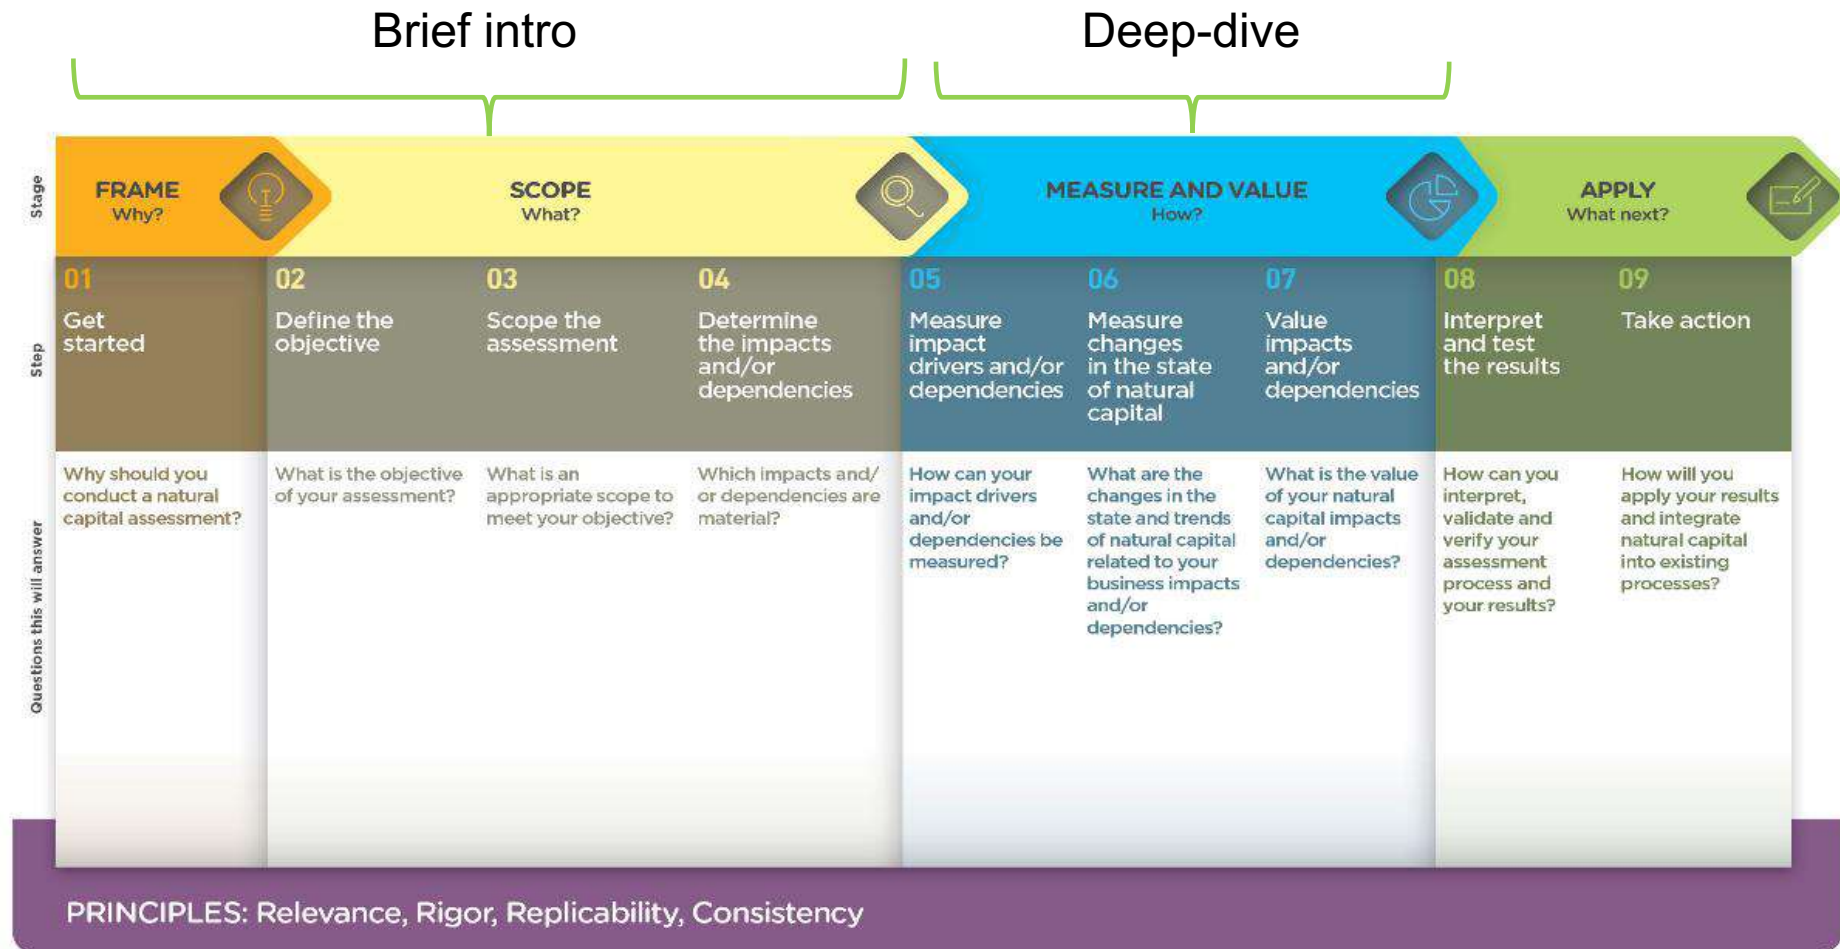 Brief intro
Deep-dive
Stage
FRAME
Why?
SCOPE
What?
MEASURE AND VALUE
How?
APPLY
What next?
Step
01
Get
started
02
Define the
objective
03
Scope the
assessment
04
Determine
the impacts
and/or
dependencies
05
Measure
impact
drivers and/or
dependencies
06
Measure
changes
in the state
of natural
capital
07
Value
impacts
and/or
dependencies
08
Interpret
and test
the results
09
Take action
Questions this will answer
Why should you
conduct a natural
capital assessment?
What is the objective
of your assessment?
What is an
appropriate scope to
meet your objective?
Which impacts and/
or dependencies are
material?
How can your
impact drivers
and/or
dependencies be
measured?
What are the
changes in the
state and trends
of natural capital
related to your
business impacts
and/or
dependencies?
What is the value
of your natural
capital impacts
and/or
dependencies?
How can you
interpret,
validate and
verify your
assessment
process and
your results?
How will you
apply your results
and integrate
natural capital
into existing
processes?
PRINCIPLES: Relevance, Rigor, Replicability, Consistency